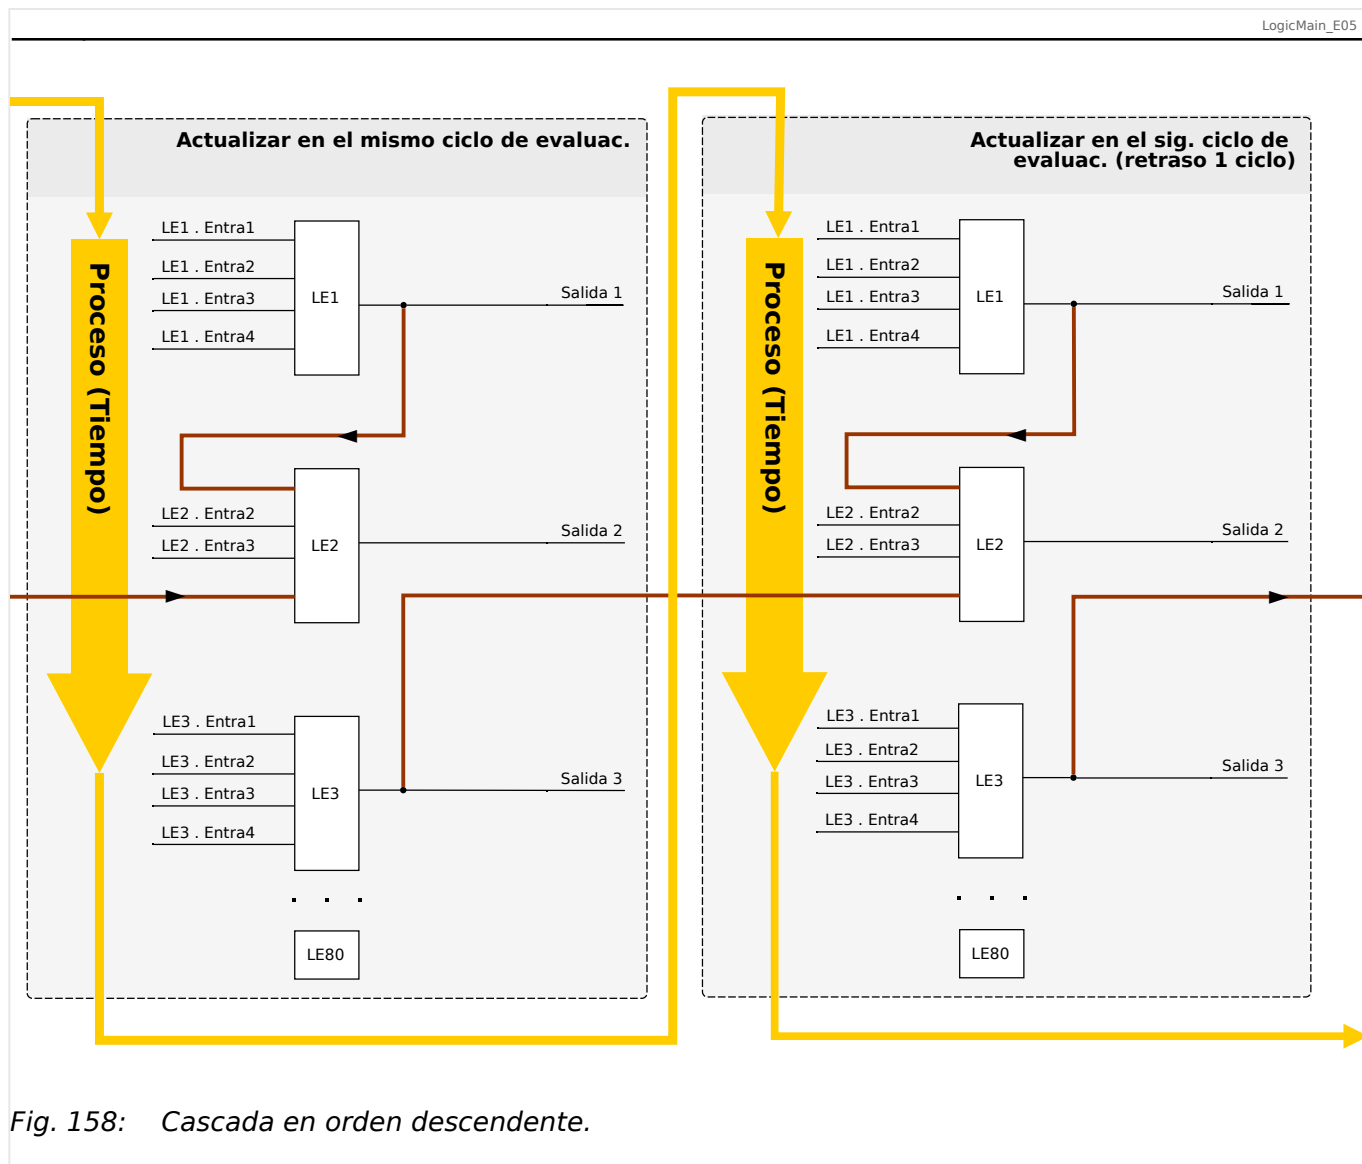 LogicMain_E05
Actualizar en el mismo ciclo de evaluac.
Proceso (Tiempo)
LE1 . Entra1
LE1 . Entra2
LE1 . Entra3
LE1 . Entra4
LE1
Salida 1
LE2 . Entra2
LE2 . Entra3
LE2
Salida 2
LE3 . Entra1
LE3 . Entra2
LE3 . Entra3
LE3 . Entra4
LE3
Salida 3
. . .
LE80
Actualizar en el sig. ciclo de
evaluac. (retraso 1 ciclo)
Proceso (Tiempo)
LE1 . Entra1
LE1 . Entra2
LE1 . Entra3
LE1 . Entra4
LE1
Salida 1
LE2 . Entra2
LE2 . Entra3
LE2
Salida 2
LE3 . Entra1
LE3 . Entra2
LE3 . Entra3
LE3 . Entra4
LE3
Salida 3
. . .
LE80
Fig. 158: Cascada en orden descendente.